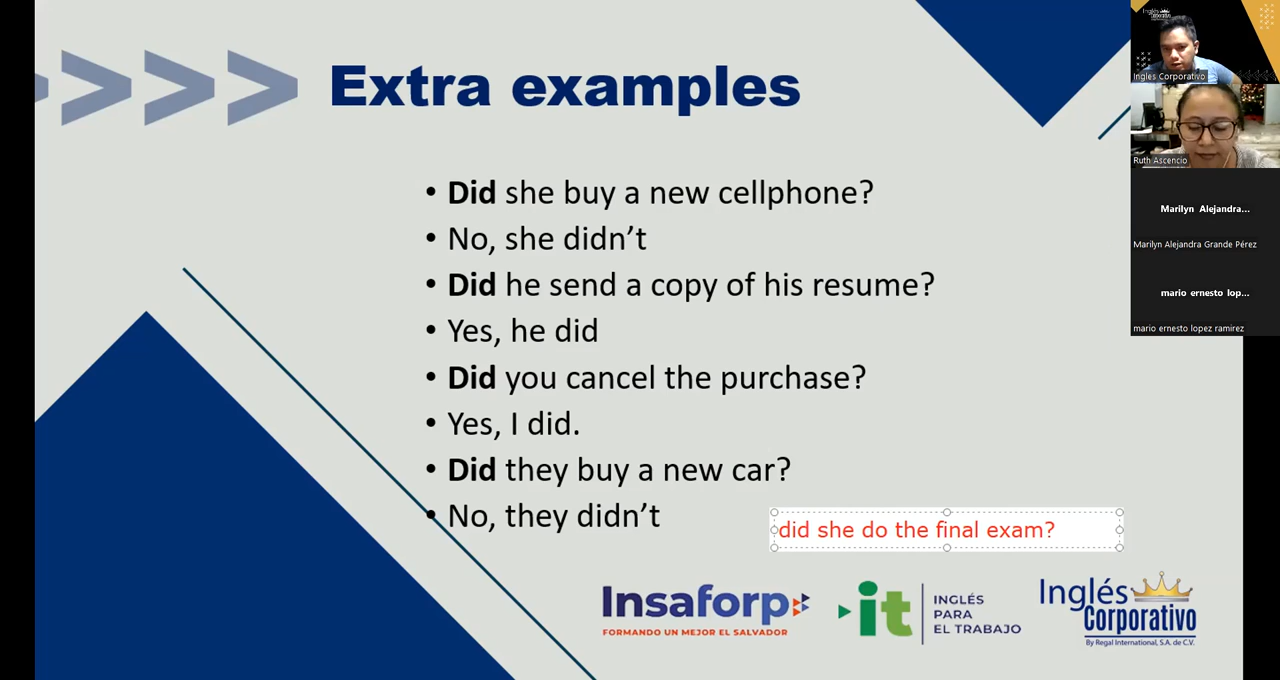 Extra examples
• Did she buy a new cellphone?
• No, she didn't
• Did he send a copy of his resume?
• Yes, he did
• Did you cancel the purchase?
• Yes, I did.
• Did they buy a new car?
• No, they didn't
did she do the final exam?
Insaforp
FORMANDO UN MEJOR EL SALVADOR
it
INGLÉS
PARA
EL TRABAJO
Inglés
Corporativo
By Regal International, S.A. de C.V.
Inglés
Corporativo
Ingles Corporativo
Ruth Ascencio
Marilyn Alejandra...
Marilyn Alejandra Grande Pérez
mario ernesto lop...
mario ernesto lopez ramirez